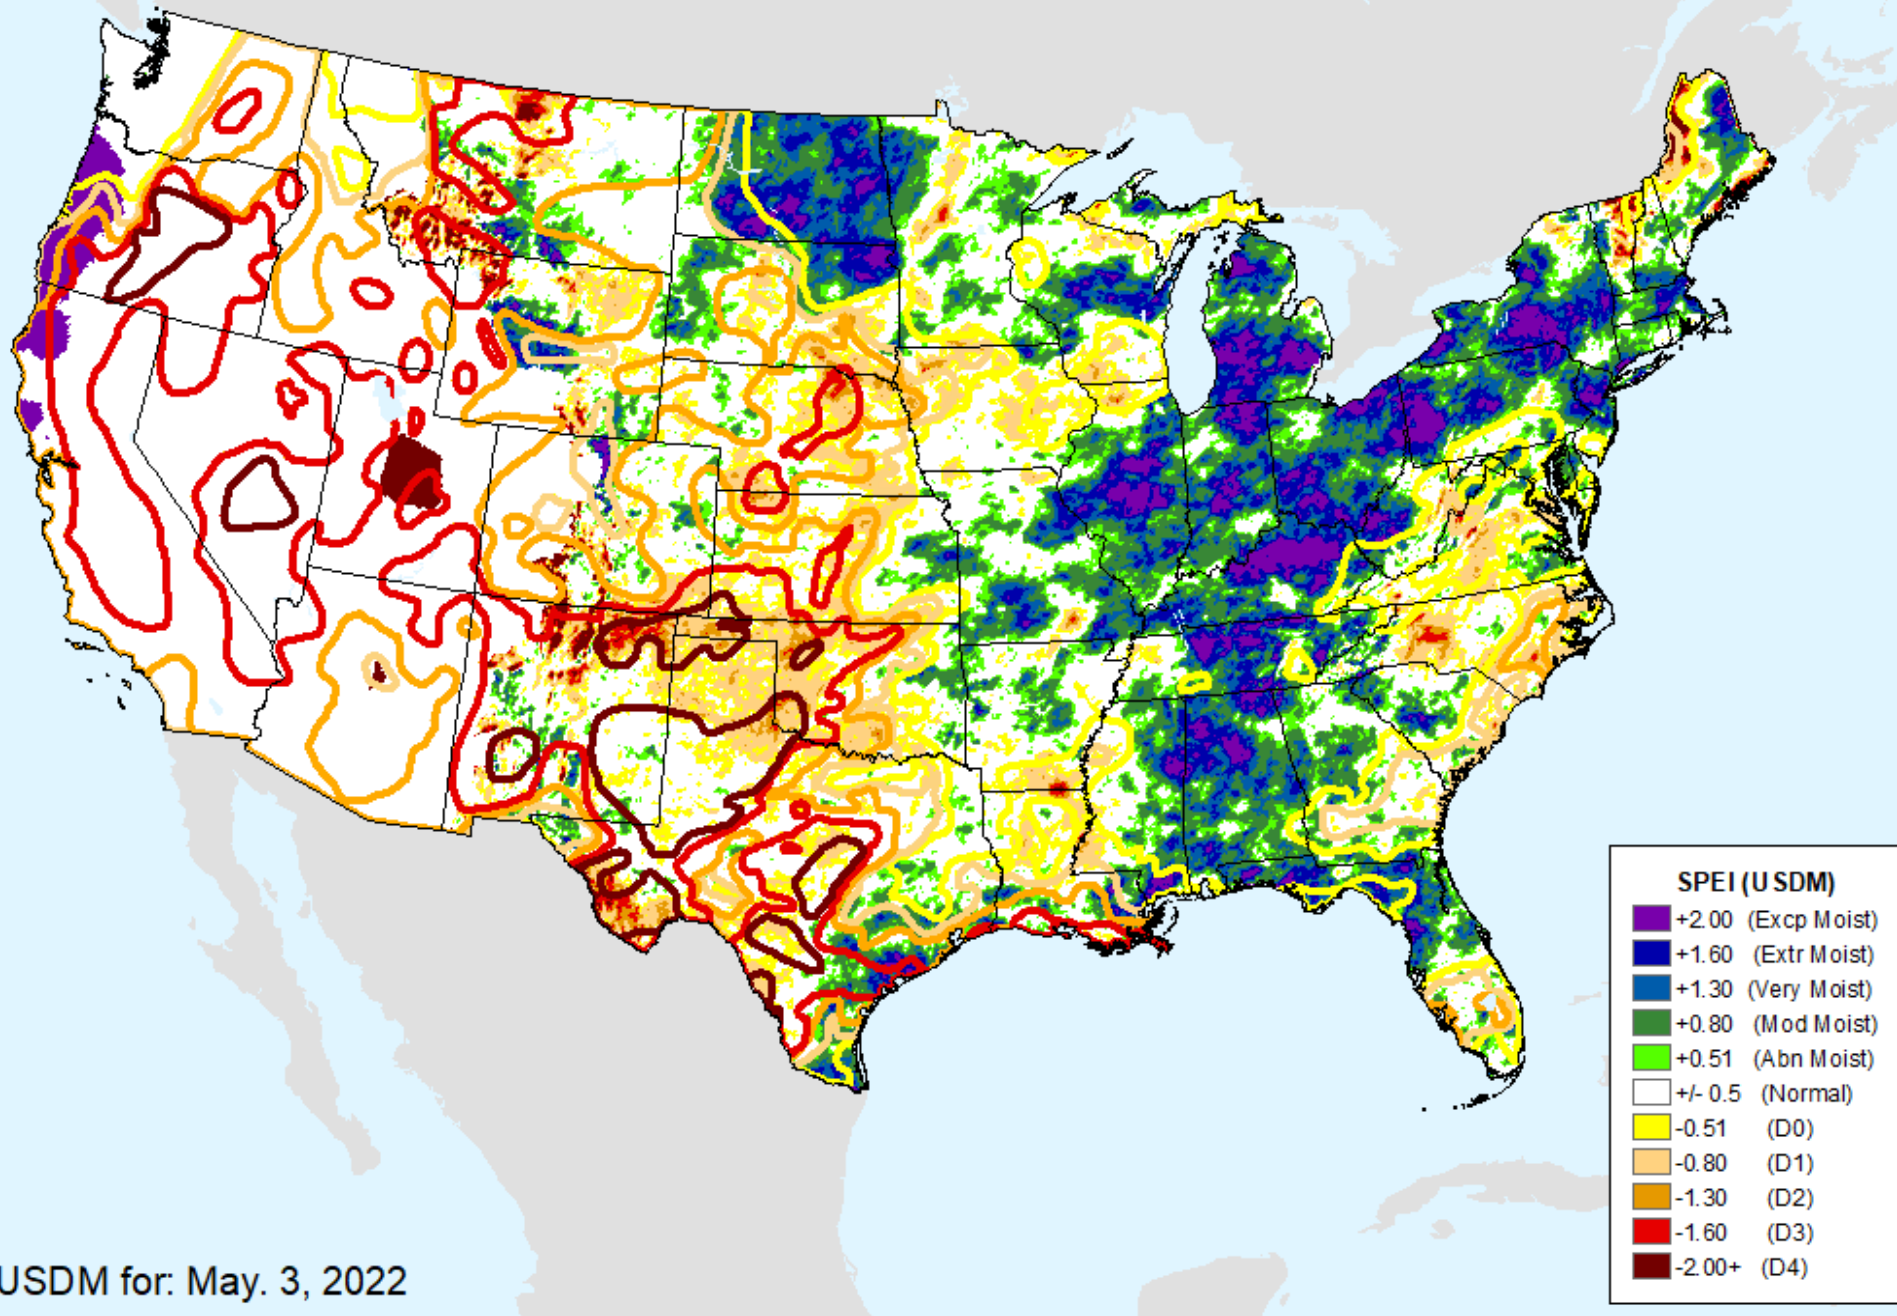 SPEI (USDM)
+2.00 (Excp Moist)
+1.60 (Extr Moist)
+1.30 (Very Moist)
+0.80 (Mod Moist)
+0.51 (Abn Moist)
+/- 0.5 (Normal)
-0.51 (D0)
-0.80 (D1)
-1.30 (D2)
-1.60 (D3)
-2.00+ (D4)
USDM for: May. 3, 2022